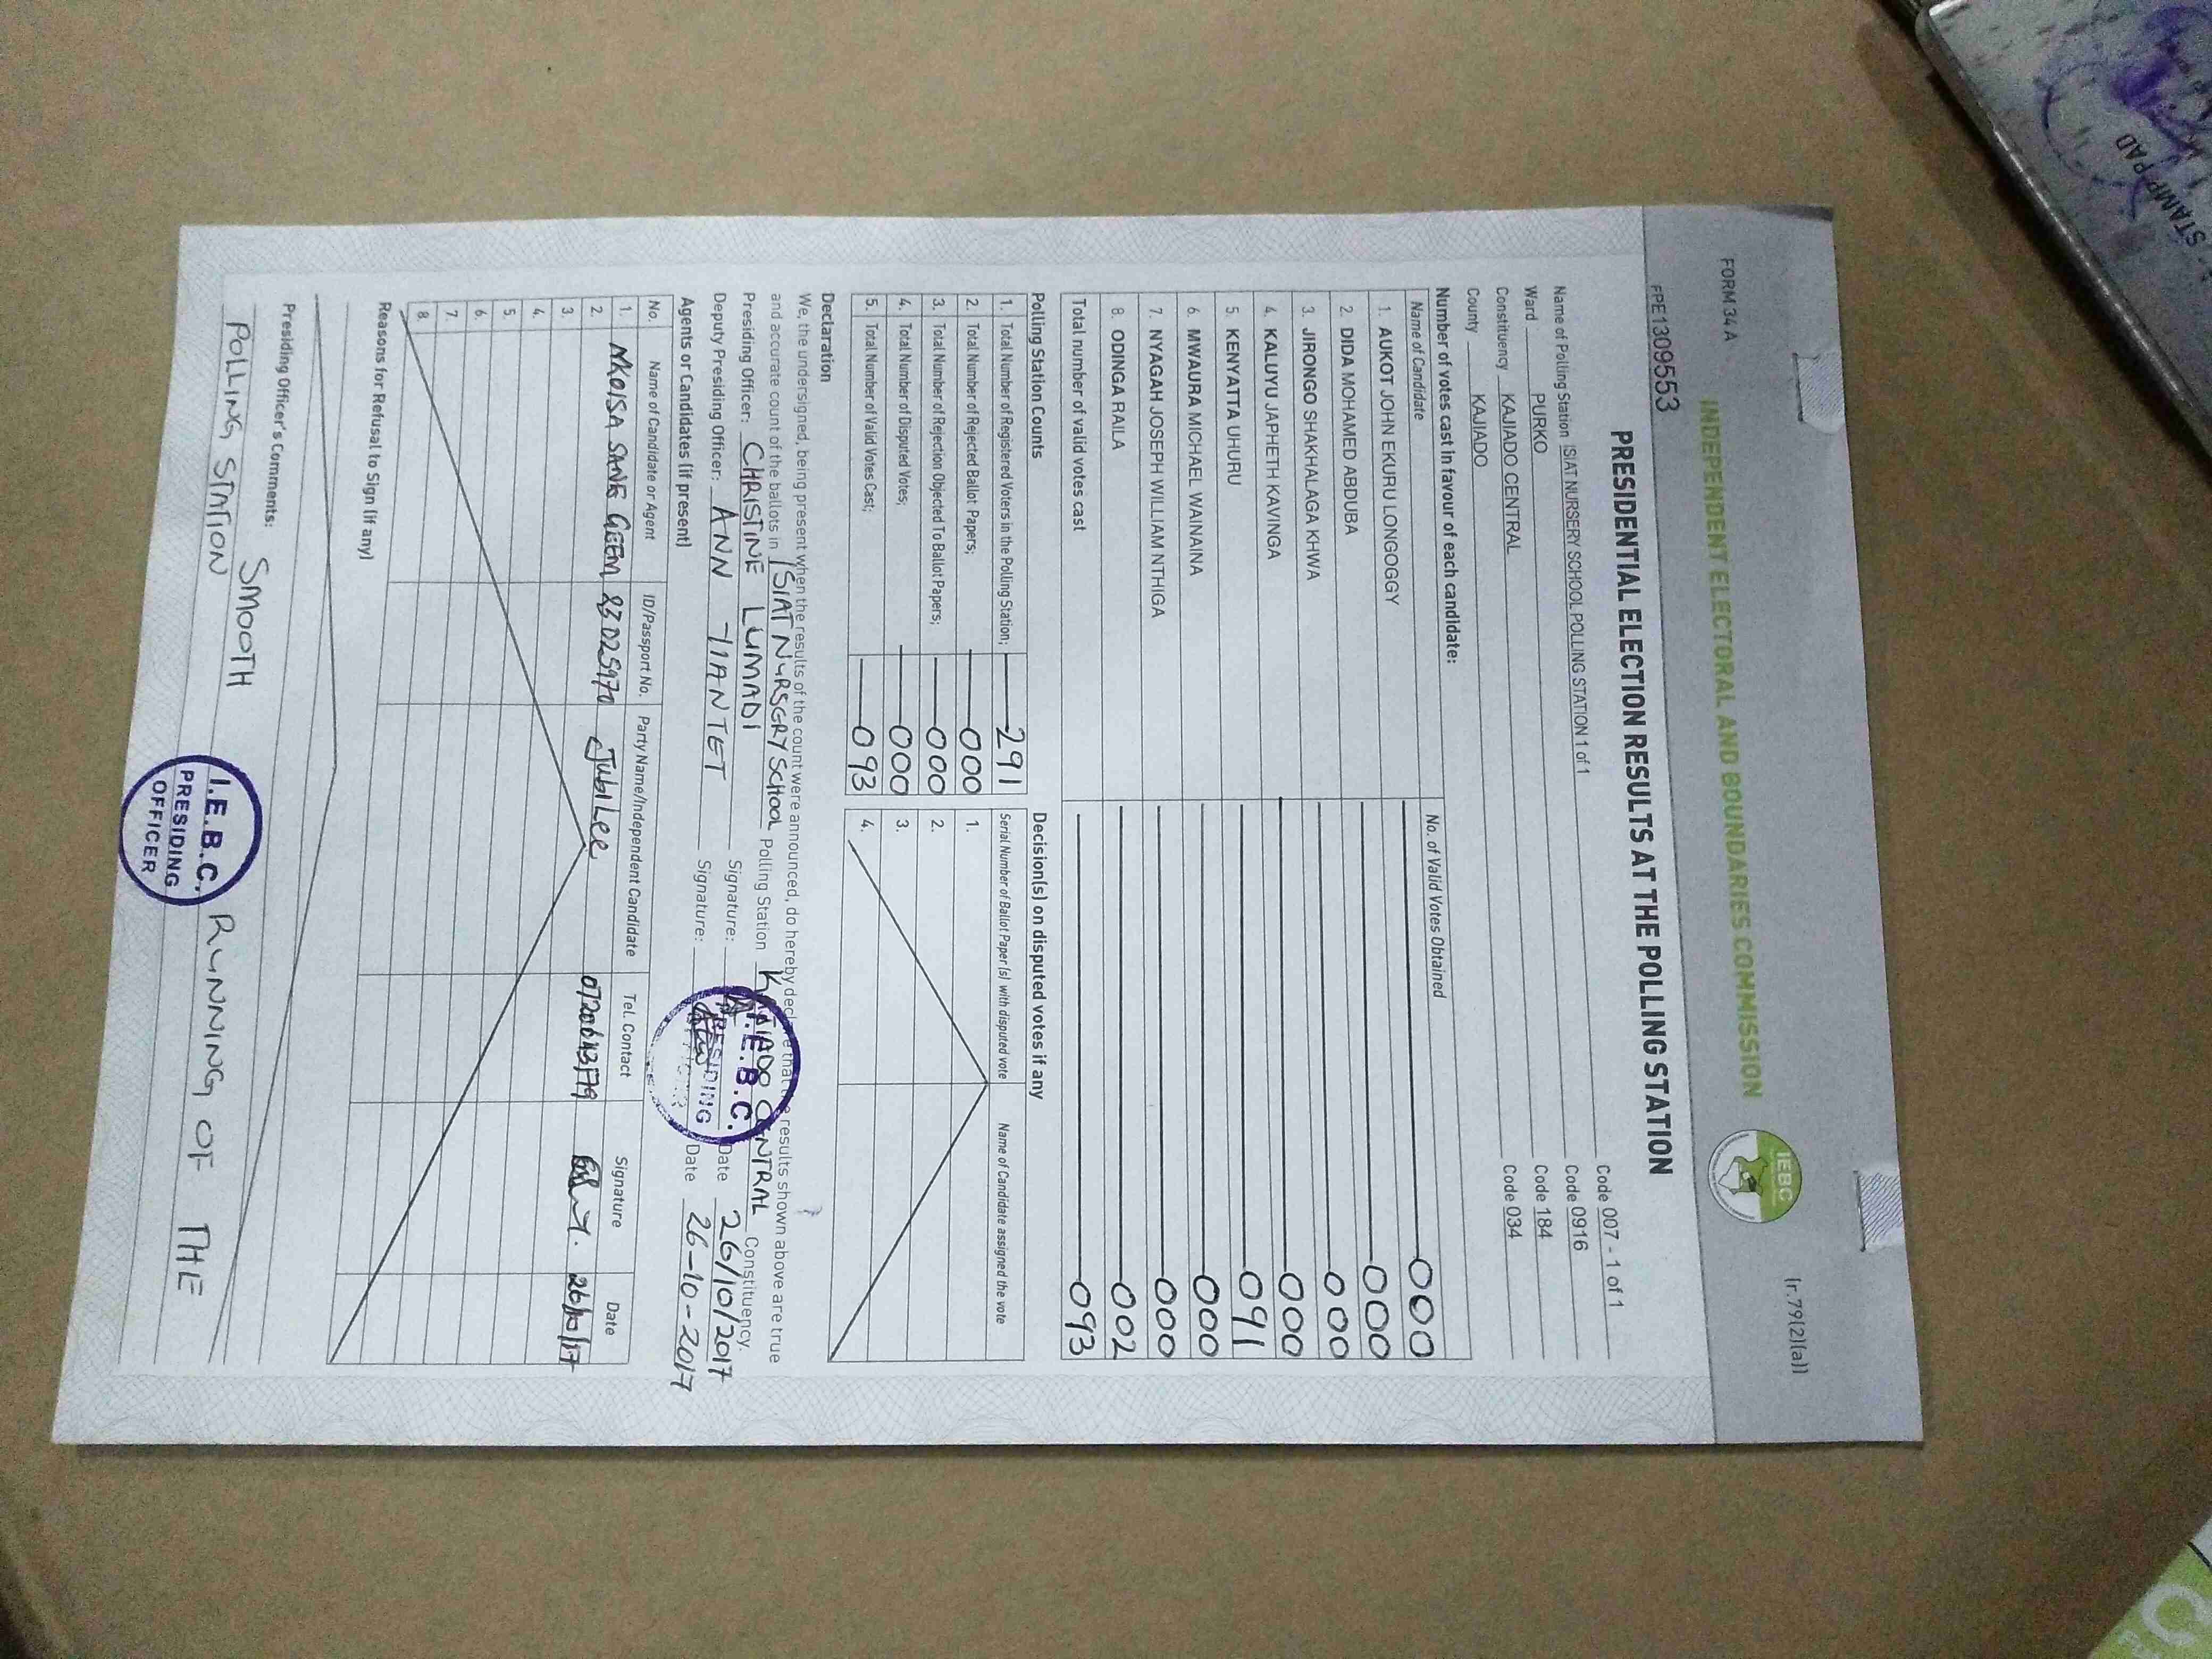 FORM 34 A
(r.79(2)(a))
INDEPENDENT ELECTORAL AND BOUNDARIES COMMISSION
IEBC
FPE1309553
PRESIDENTIAL ELECTION RESULTS AT THE POLLING STATION
Name of Polling Station ISIAT NURSERY SCHOOL POLLING STATION 1 of 1 Code 007 - 1 of 1
Ward PURKO Code 0916
Constituency KAJIADO CENTRAL Code 184
County KAJIADO Code 034
Number of votes cast in favour of each candidate:
Name of Candidate No. of Valid Votes Obtained
1. AUKOT JOHN EKURU LONGOGGY 000
2. DIDA MOHAMED ABDUBA 000
3. JIRONGO SHAKHALAGA KHWA 000
4. KALUYU JAPHETH KAVINGA 000
5. KENYATTA UHURU 091
6 MWAURA MICHAEL WAINAINA 000
7. NYAGAH JOSEPH WILLIAM NTHIGA 000
8. ODINGA RAILA 002
Total number of valid votes cast 093
Polling Station Counts
1. Total Number of Registered Voters in the Polling Station; 291
2. Total Number of Rejected Ballot Papers; 000
3. Total Number of Rejection Objected To Ballot Papers; 000
4. Total Number of Disputed Votes; 000
5. Total Number of Valid Votes Cast; 093
Decision(s) on disputed votes if any
Serial Number of Ballot Paper (s) with disputed vote Name of Candidate assigned the vote
1.
2.
3.
4.
Declaration
We, the undersigned, being present when the results of the count were announced, do hereby declare that the results shown above are true
and accurate count of the ballots in ISIAT NURSERY SCHOOL Polling Station KAJIADO CENTRAL Constituency.
Presiding Officer: CHRISTINE LUMADI Signature: Date 26/10/2017
Deputy Presiding Officer: ANN TIANTET Signature: Date 26-10-2017
I.E.B.C.
PRESIDING
Agents or Candidates (if present)
No. Name of Candidate or Agent ID/Passport No. Party Name/Independent Candidate Tel. Contact Signature Date
1. NKOISA SANE Jubilee 26/10/17
2.
3.
4.
5.
6.
7.
8.
Reasons for Refusal to Sign (if any)
Presiding Officer's Comments: SMOOTH RUNNING OF THE
POLLING STATION
I.E.B.C.
PRESIDING
OFFICER
STAMP PAD